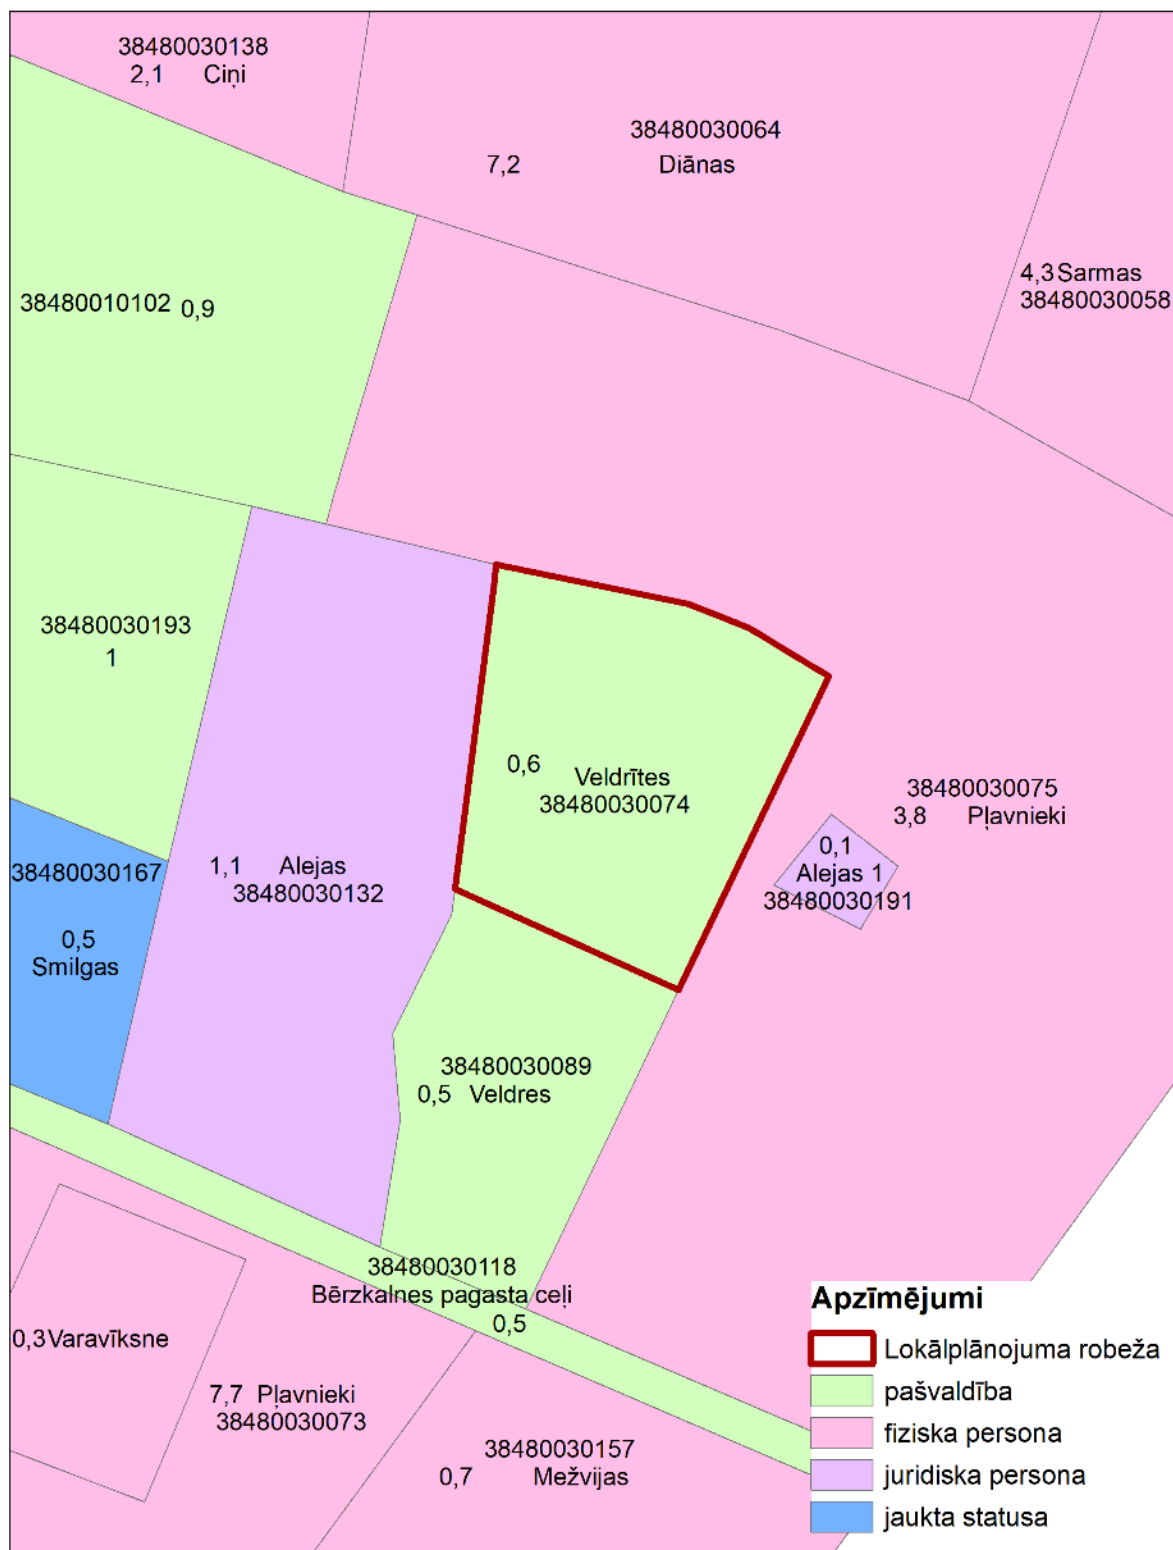 38480030138
2,1 Ciņi
38480030064
7,2 Diānas
4,3 Sarmas
38480030058
38480010102 0,9
38480030193
1
0,6 Veldrītes
38480030074
38480030075
3,8 Pļavnieki
0,1
Alejas 1
38480030191
1,1 Alejas
38480030132
38480030167
0,5
Smilgas
38480030089
0,5 Veldres
38480030118
Bērzkalnes pagasta ceļi
0,5
0,3 Varavīksne
7,7 Pļavnieki
38480030073
38480030157
0,7 Mežvijas
Apzīmējumi
Lokālplānojuma robeža
pašvaldība
fiziska persona
juridiska persona
jaukta statusa